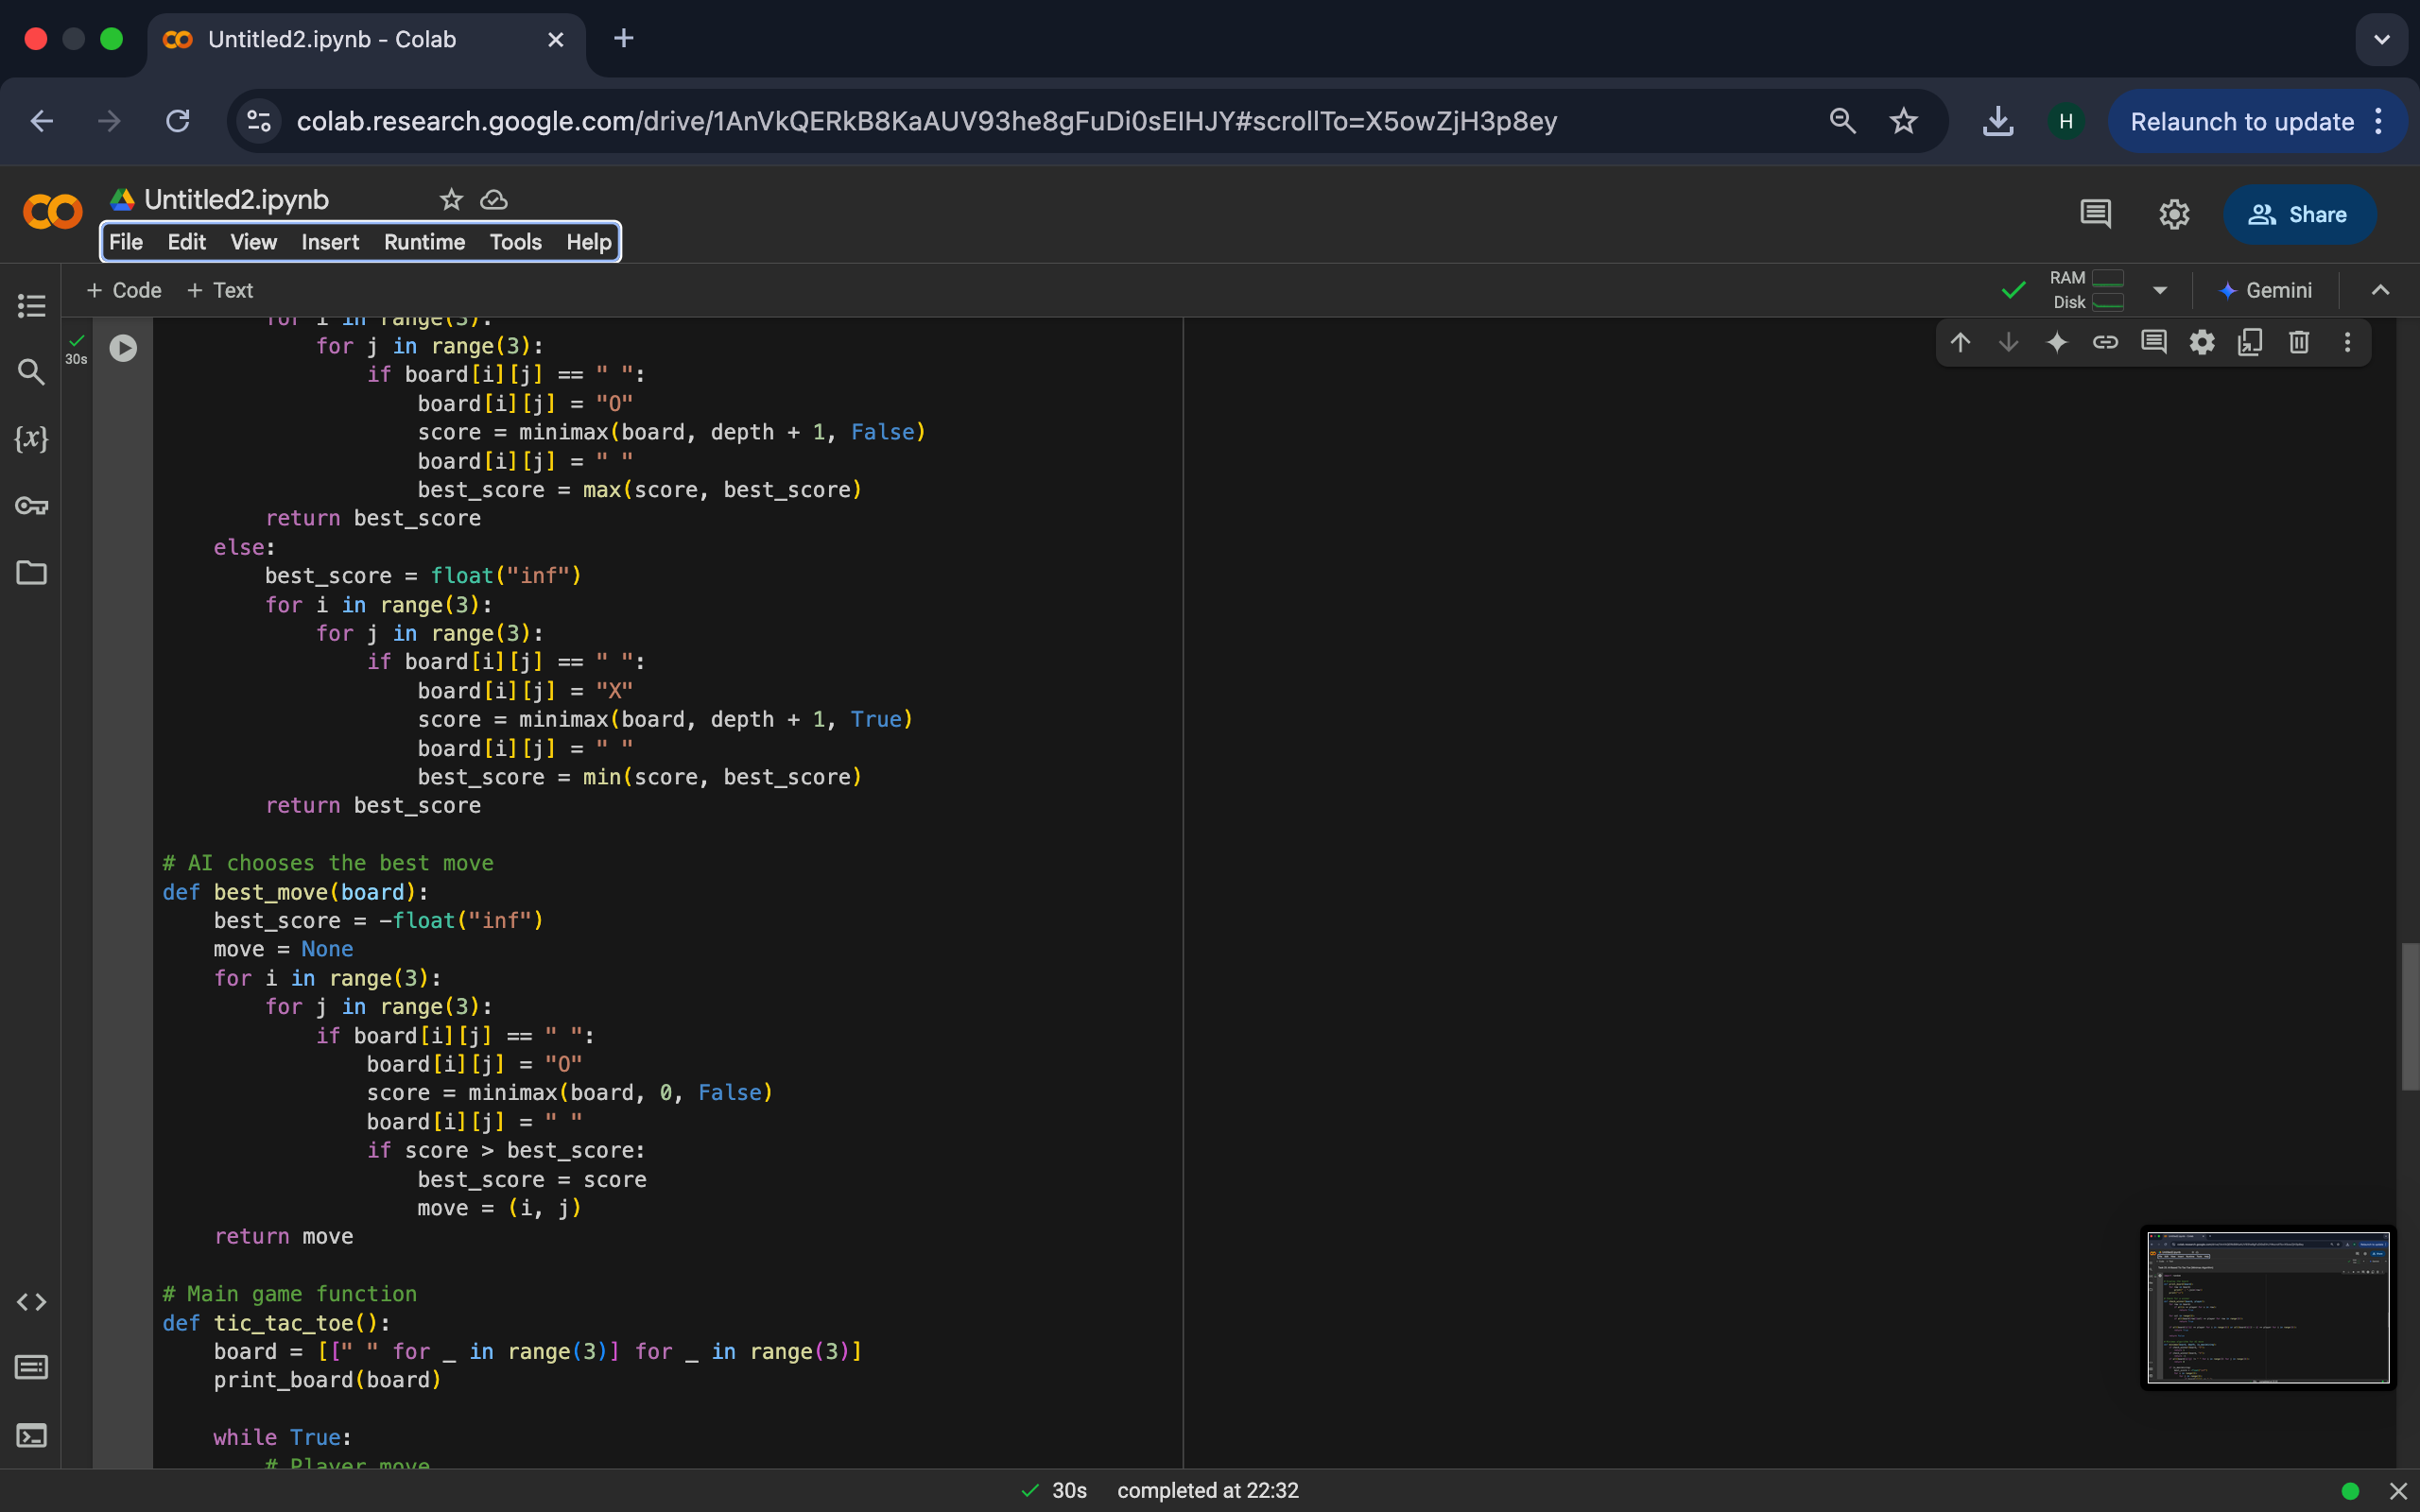 Untitled2.ipynb - Colab
colab.research.google.com/drive/1AnVkQERkB8KaAUV93he8gFuDi0sEIHJY#scrollTo=X5owZjH3p8ey
H
Relaunch to update
Untitled2.ipynb
File Edit View Insert Runtime Tools Help
Share
+ Code + Text
RAM
Disk
Gemini
30s
for i in range(3):
for j in range(3):
if board[i][j] == " ":
board[i][j] = "O"
score = minimax(board, depth + 1, False)
board[i][j] = " "
best_score = max(score, best_score)
return best_score
else:
best_score = float("inf")
for i in range(3):
for j in range(3):
if board[i][j] == " ":
board[i][j] = "X"
score = minimax(board, depth + 1, True)
board[i][j] = " "
best_score = min(score, best_score)
return best_score
# AI chooses the best move
def best_move(board):
best_score = -float("inf")
move = None
for i in range(3):
for j in range(3):
if board[i][j] == " ":
board[i][j] = "O"
score = minimax(board, 0, False)
board[i][j] = " "
if score > best_score:
best_score = score
move = (i, j)
return move
# Main game function
def tic_tac_toe():
board = [[" " for _ in range(3)] for _ in range(3)]
print_board(board)
while True:
# Player move
30s completed at 22:32